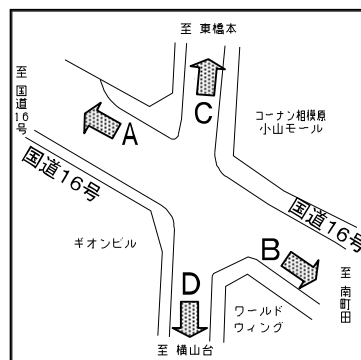 至 東橋本
至 国道16号
C
A
コーナン相模原
小山モール
国道16号
国道16号
ギオンビル
B
D
至 南町田
ワールド
ウィング
至 横山台